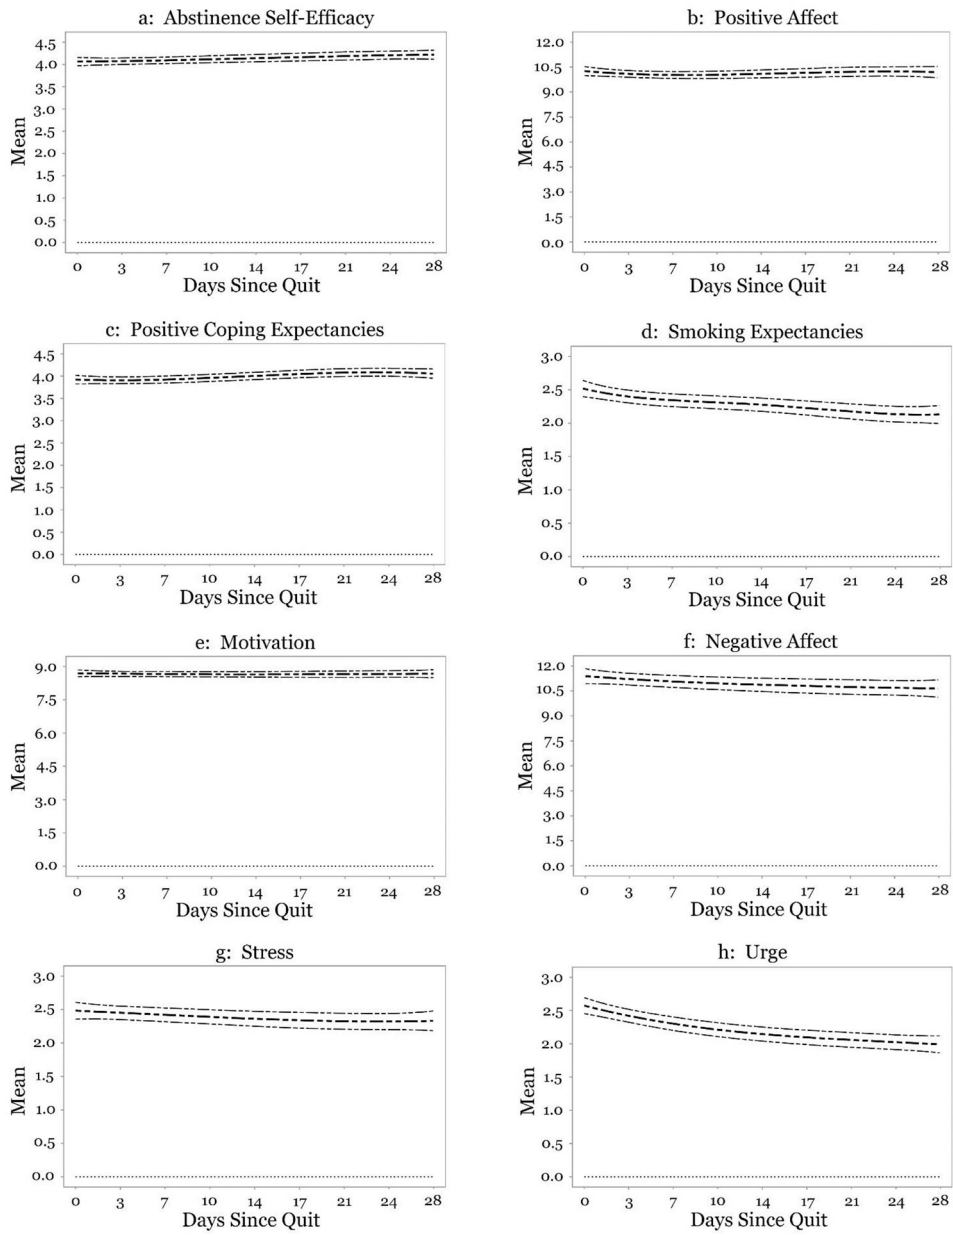 a: Abstinence Self-Efficacy
4.5
4.0
3.5
3.0
2.5
2.0
1.5
1.0
0.5
0.0
Mean
0 3 7 10 14 17 21 24 28
Days Since Quit
b: Positive Affect
12.0
10.5
9.0
7.5
6.0
4.5
3.0
1.5
0.0
Mean
0 3 7 10 14 17 21 24 28
Days Since Quit
c: Positive Coping Expectancies
4.5
4.0
3.5
3.0
2.5
2.0
1.5
1.0
0.5
0.0
Mean
0 3 7 10 14 17 21 24 28
Days Since Quit
d: Smoking Expectancies
3.0
2.5
2.0
1.5
1.0
0.5
0.0
Mean
0 3 7 10 14 17 21 24 28
Days Since Quit
e: Motivation
9.0
7.5
6.0
4.5
3.0
1.5
0.0
Mean
0 3 7 10 14 17 21 24 28
Days Since Quit
f: Negative Affect
12.0
10.5
9.0
7.5
6.0
4.5
3.0
1.5
0.0
Mean
0 3 7 10 14 17 21 24 28
Days Since Quit
g: Stress
3.0
2.5
2.0
1.5
1.0
0.5
0.0
Mean
0 3 7 10 14 17 21 24 28
Days Since Quit
h: Urge
3.0
2.5
2.0
1.5
1.0
0.5
0.0
Mean
0 3 7 10 14 17 21 24 28
Days Since Quit